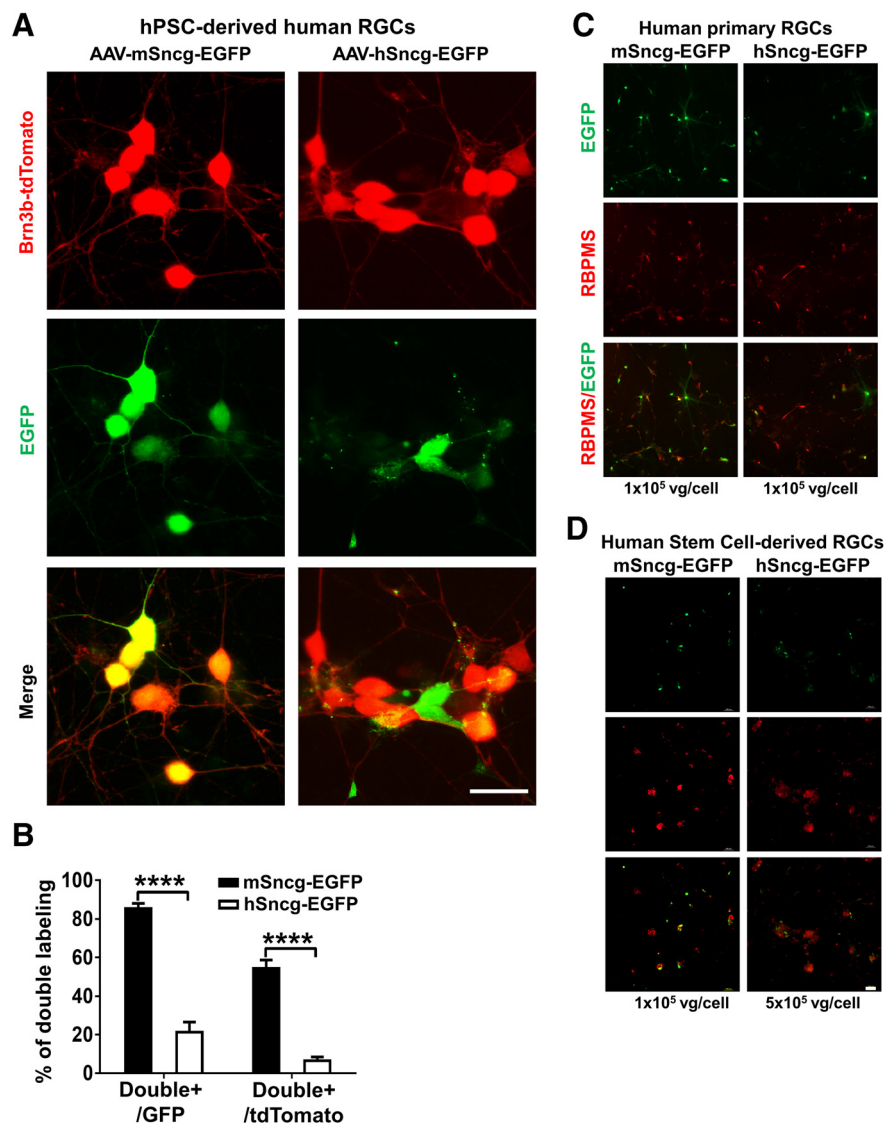 A
hPSC-derived human RGCs
AAV-mSncg-EGFP AAV-hSncg-EGFP
Brn3b-tdTomato
EGFP
Merge
B
% of double labeling
100
80
60
40
20
0
**** mSncg-EGFP
hSncg-EGFP
****
Double+ Double+
/GFP /tdTomato
C
Human primary RGCs
mSncg-EGFP hSncg-EGFP
EGFP
RBPMS
RBPMS/EGFP
1x10⁵ vg/cell 1x10⁵ vg/cell
D
Human Stem Cell-derived RGCs
mSncg-EGFP hSncg-EGFP
1x10⁵ vg/cell 5x10⁵ vg/cell